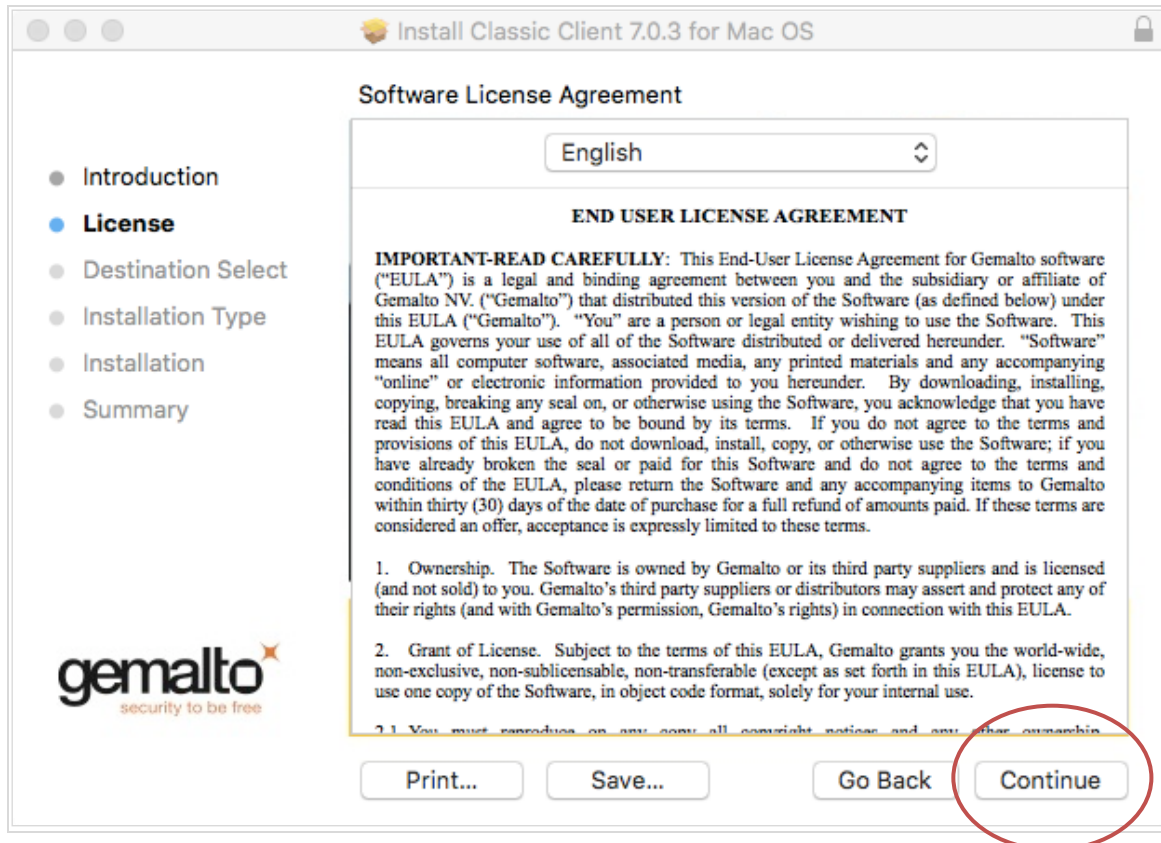 Install Classic Client 7.0.3 for Mac OS
Software License Agreement
Introduction
License
Destination Select
Installation Type
Installation
Summary
English
END USER LICENSE AGREEMENT
IMPORTANT-READ CAREFULLY: This End-User License Agreement for Gemalto software
(“EULA”) is a legal and binding agreement between you and the subsidiary or affiliate of
Gemalto NV. (“Gemalto”) that distributed this version of the Software (as defined below) under
this EULA (“Gemalto”). “You” are a person or legal entity wishing to use the Software. This
EULA governs your use of all of the Software distributed or delivered hereunder. “Software”
means all computer software, associated media, any printed materials and any accompanying
“online” or electronic information provided to you hereunder. By downloading, installing,
copying, breaking any seal on, or otherwise using the Software, you acknowledge that you have
read this EULA and agree to be bound by its terms. If you do not agree to the terms and
provisions of this EULA, do not download, install, copy, or otherwise use the Software; if you
have already broken the seal or paid for this Software and do not agree to the terms and
conditions of the EULA, please return the Software and any accompanying items to Gemalto
within thirty (30) days of the date of purchase for a full refund of amounts paid. If these terms are
considered an offer, acceptance is expressly limited to these terms.
1. Ownership. The Software is owned by Gemalto or its third party suppliers and is licensed
(and not sold) to you. Gemalto’s third party suppliers or distributors may assert and protect any of
their rights (and with Gemalto’s permission, Gemalto’s rights) in connection with this EULA.
2. Grant of License. Subject to the terms of this EULA, Gemalto grants you the world-wide,
non-exclusive, non-sublicensable, non-transferable (except as set forth in this EULA), license to
use one copy of the Software, in object code format, solely for your internal use.
2.1 You must reproduce on any copy all copyright notices and any other ownership
gemalto
security to be free
Print...
Save...
Go Back
Continue